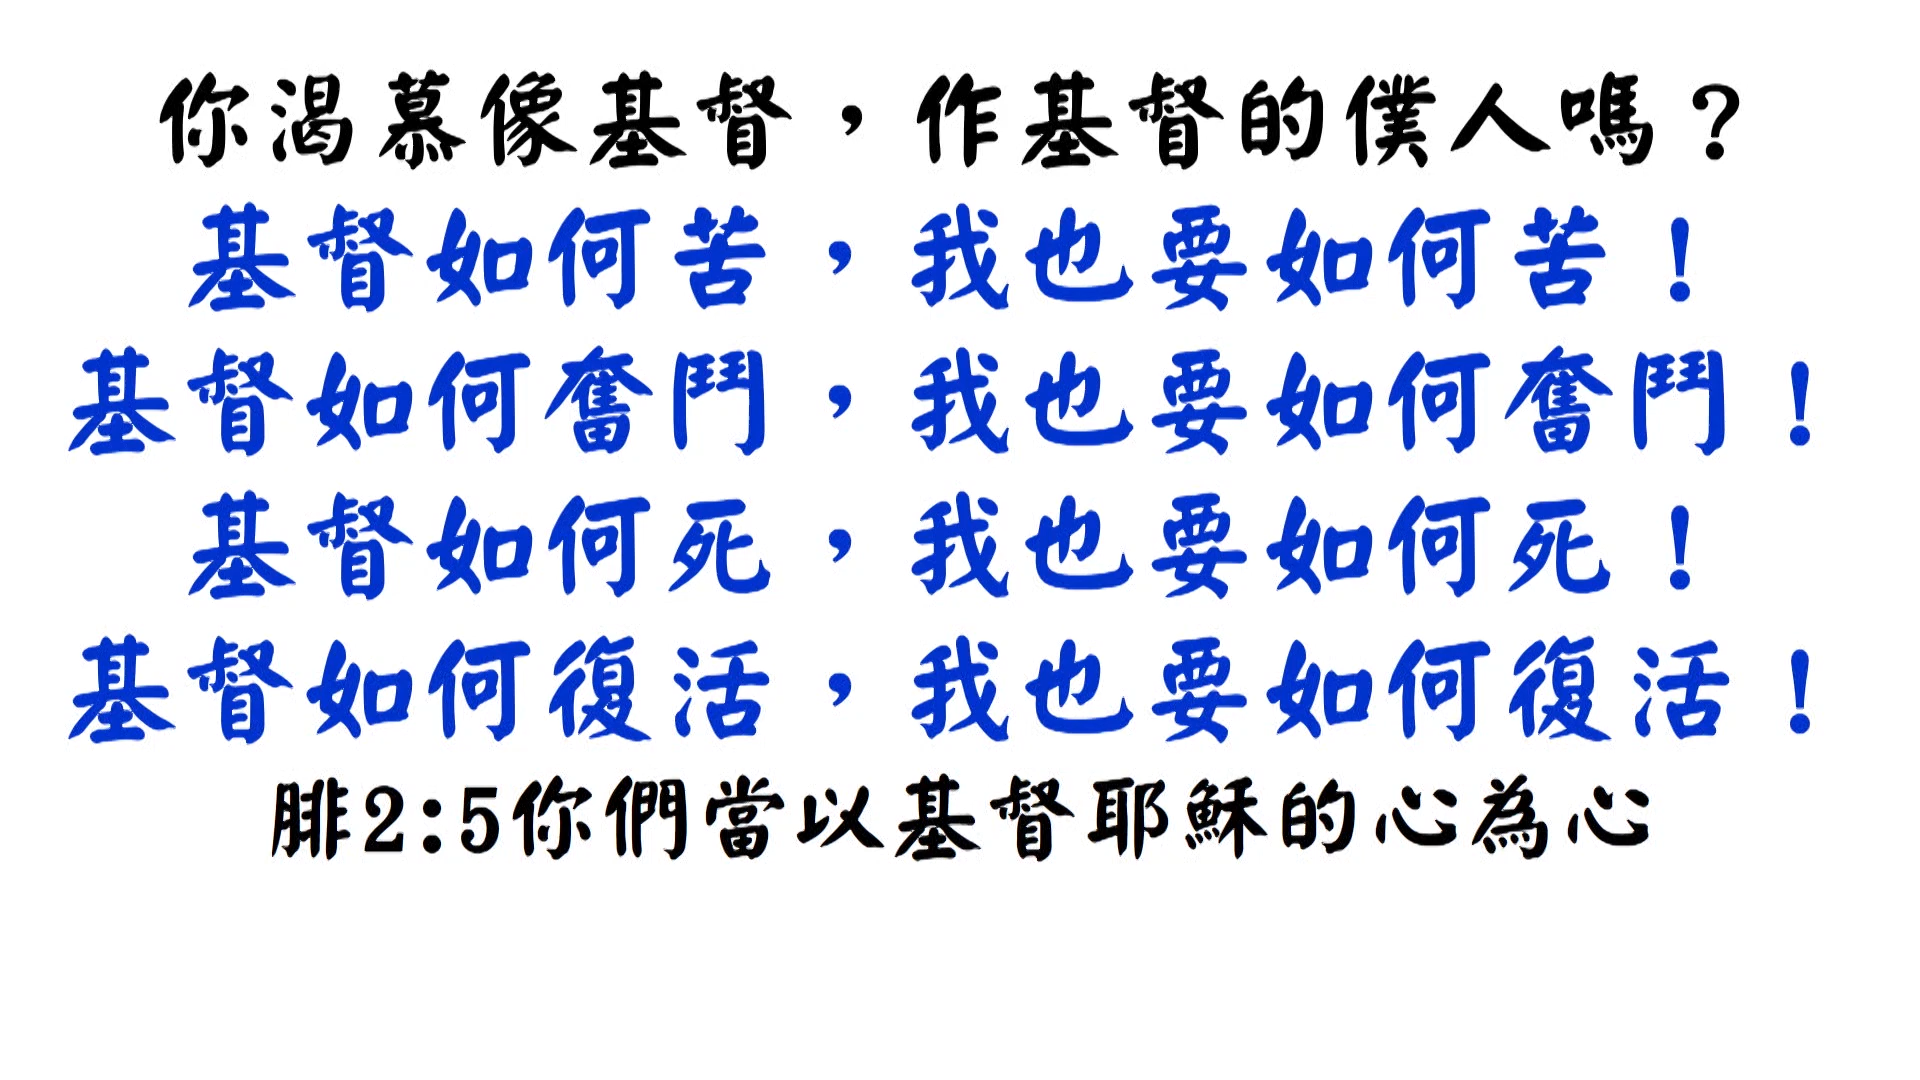 你渴慕像基督，作基督的僕人嗎？
基督如何苦，我也要如何苦！
基督如何奮鬥，我也要如何奮鬥！
基督如何死，我也要如何死！
基督如何復活，我也要如何復活！
腓2:5你們當以基督耶穌的心為心